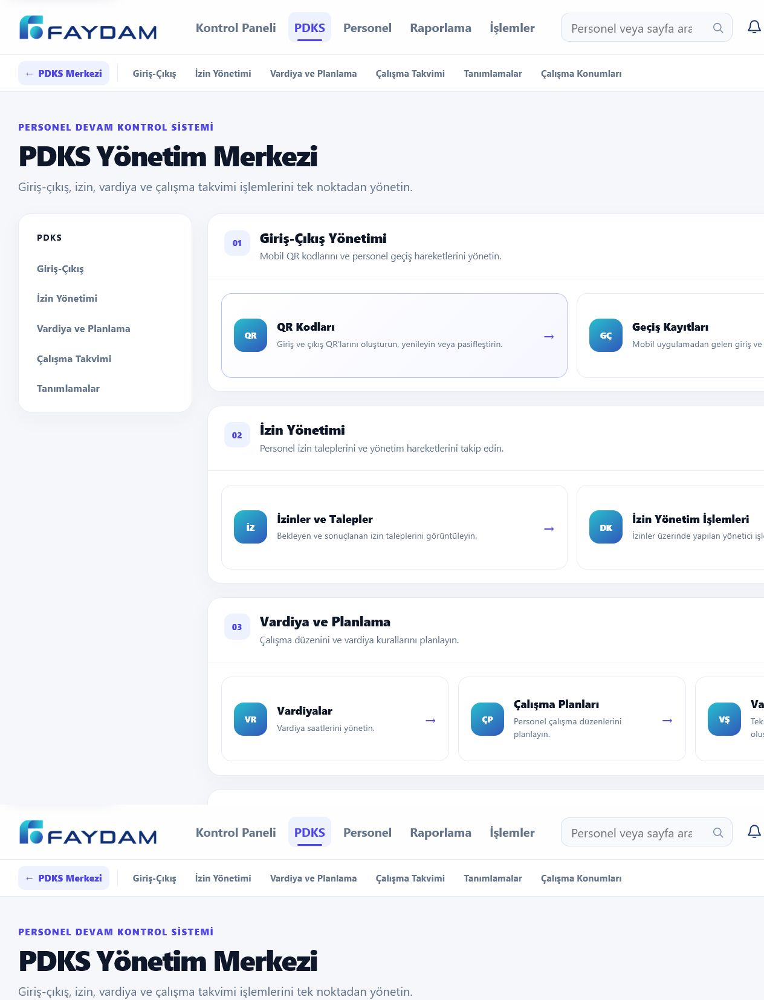 FAYDAM
Kontrol Paneli PDKS Personel Raporlama İşlemler Personel veya sayfa ara
← PDKS Merkezi Giriş-Çıkış İzin Yönetimi Vardiya ve Planlama Çalışma Takvimi Tanımlamalar Çalışma Konumları
PERSONEL DEVAM KONTROL SİSTEMİ
PDKS Yönetim Merkezi
Giriş-çıkış, izin, vardiya ve çalışma takvimi işlemlerini tek noktadan yönetin.
PDKS
Giriş-Çıkış
İzin Yönetimi
Vardiya ve Planlama
Çalışma Takvimi
Tanımlamalar
01
Giriş-Çıkış Yönetimi
Mobil QR kodlarını ve personel geçiş hareketlerini yönetin.
QR
QR Kodları
Giriş ve çıkış QR'larını oluşturun, yenileyin veya pasifleştirin.
→
GÇ
Geçiş Kayıtları
Mobil uygulamadan gelen giriş ve
02
İzin Yönetimi
Personel izin taleplerini ve yönetim hareketlerini takip edin.
İZ
İzinler ve Talepler
Bekleyen ve sonuçlanan izin taleplerini görüntüleyin.
→
DK
İzin Yönetim İşlemleri
İzinler üzerinde yapılan yönetici
03
Vardiya ve Planlama
Çalışma düzenini ve vardiya kurallarını planlayın.
VR
Vardiyalar
Vardiya saatlerini yönetin.
→
ÇP
Çalışma Planları
Personel çalışma düzenlerini
planlayın.
→
VŞ
FAYDAM
Kontrol Paneli PDKS Personel Raporlama İşlemler Personel veya sayfa ara
← PDKS Merkezi Giriş-Çıkış İzin Yönetimi Vardiya ve Planlama Çalışma Takvimi Tanımlamalar Çalışma Konumları
PERSONEL DEVAM KONTROL SİSTEMİ
PDKS Yönetim Merkezi
Giriş-çıkış, izin, vardiya ve çalışma takvimi işlemlerini tek noktadan yönetin.